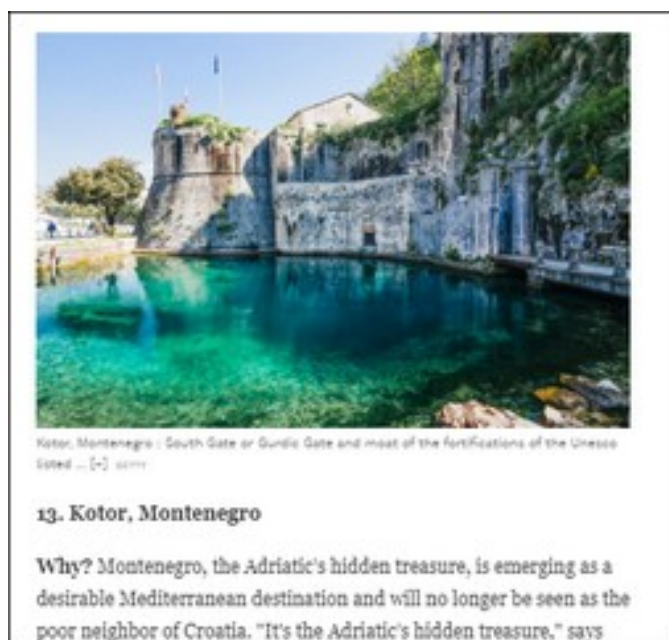 Kotor, Montenegro : South Gate or Gurdic Gate and moat of the fortifications of the Unesco
listed ... [+] GETTY
13. Kotor, Montenegro
Why? Montenegro, the Adriatic's hidden treasure, is emerging as a
desirable Mediterranean destination and will no longer be seen as the
poor neighbor of Croatia. "It's the Adriatic's hidden treasure," says